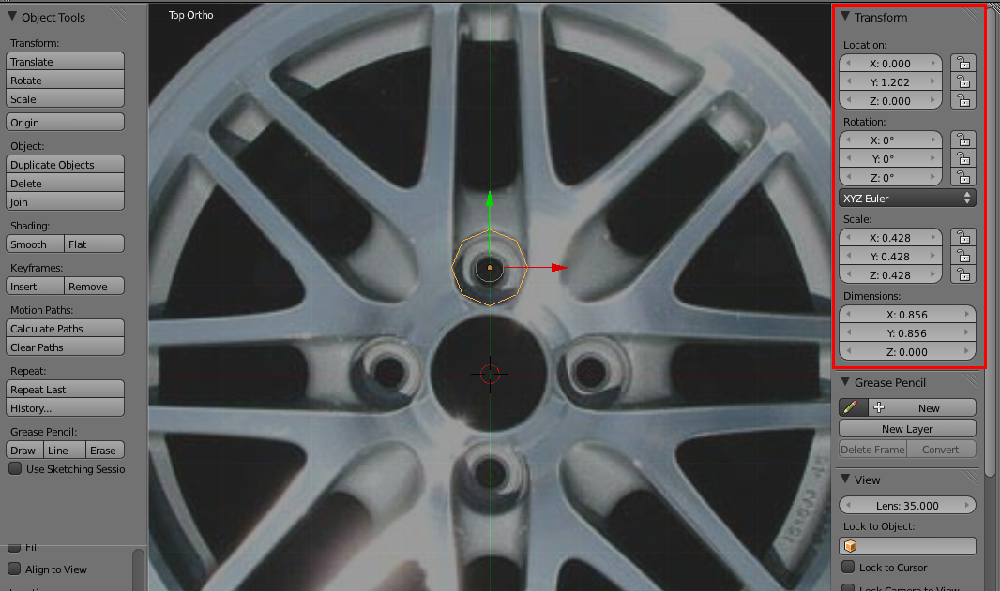 Object Tools
Transform:
Translate
Rotate
Scale
Origin
Object:
Duplicate Objects
Delete
Join
Shading:
Smooth Flat
Keyframes:
Insert Remove
Motion Paths:
Calculate Paths
Clear Paths
Repeat:
Repeat Last
History...
Grease Pencil:
Draw Line Erase
Use Sketching Sessio
Fill
Align to View
Top Ortho
Transform
Location:
X: 0.000
Y: 1.202
Z: 0.000
Rotation:
X: 0°
Y: 0°
Z: 0°
XYZ Euler
Scale:
X: 0.428
Y: 0.428
Z: 0.428
Dimensions:
X: 0.856
Y: 0.856
Z: 0.000
Grease Pencil
New
New Layer
Delete Frame Convert
View
Lens: 35.000
Lock to Object:
Lock to Cursor
Lock Camera to View